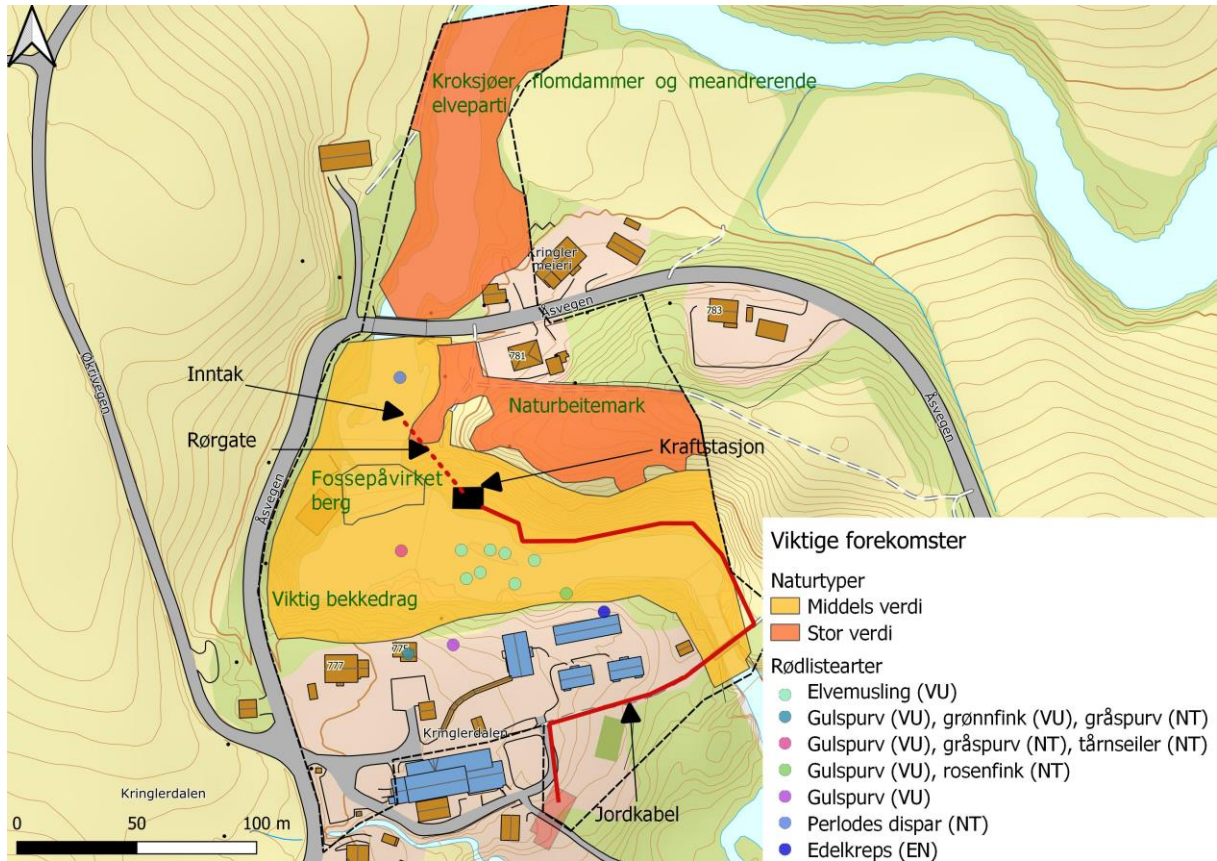 Kroksjøer, flomdammer og meandrerende
elveparti
Kringler
meieri
Åsvegen
783
781
Inntak
Naturbeitemark
Rørgate
Kraftstasjon
Økrivegen
Åsvegen
Åsvegen
Fossepåvirket
berg
Viktig bekkedrag
777
775
Kringlerdalen
Kringlerdalen
Jordkabel
0 50 100 m
Viktige forekomster
Naturtyper
Middels verdi
Stor verdi
Rødlistearter
Elvemusling (VU)
Gulspurv (VU), grønnfink (VU), gråspurv (NT)
Gulspurv (VU), gråspurv (NT), tårnseiler (NT)
Gulspurv (VU), rosenfink (NT)
Gulspurv (VU)
Perlodes dispar (NT)
Edelkreps (EN)